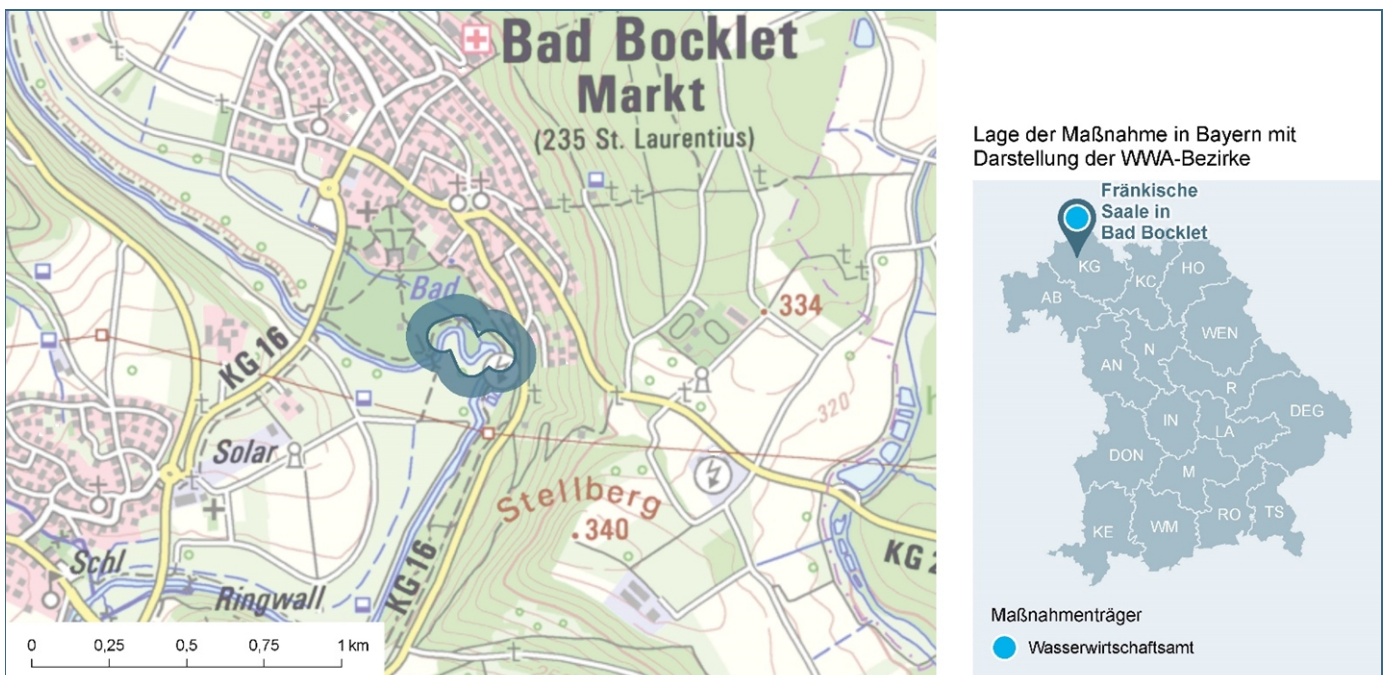 Bad Bocklet
Markt
(235 St. Laurentius)
Bad
334
KG 16
320
Solar
Stellberg
340
KG 16
Schl
Ringwall
0 0,25 0,5 0,75 1 km
Lage der Maßnahme in Bayern mit
Darstellung der WWA-Bezirke
Fränkische
Saale in
Bad Bocklet
KG
HO
KC
AB
WEN
N
AN
R
DEG
IN
LA
DON
M
RO
TS
KE
WM
Maßnahmenträger
Wasserwirtschaftsamt